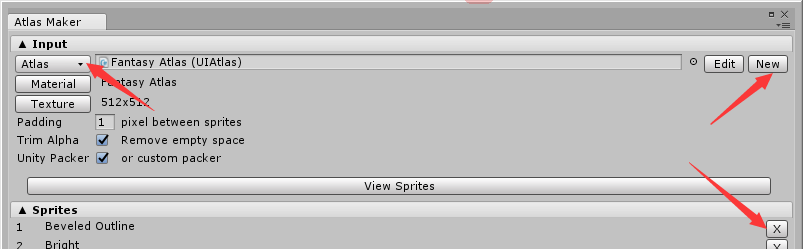 Atlas Maker
▲ Input
Atlas Fantasy Atlas (UIAtlas) Edit New
Material Fantasy Atlas
Texture 512x512
Padding 1 pixel between sprites
Trim Alpha Remove empty space
Unity Packer or custom packer
View Sprites
▲ Sprites
1 Beveled Outline X
2 Bright X